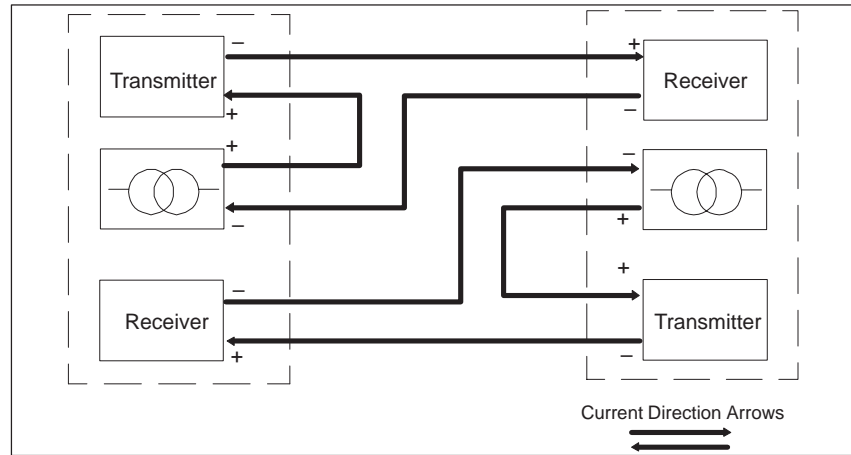 Transmitter
−
+
+
−
Receiver
−
+
+
−
Receiver
−
+
+
−
Transmitter
Current Direction Arrows